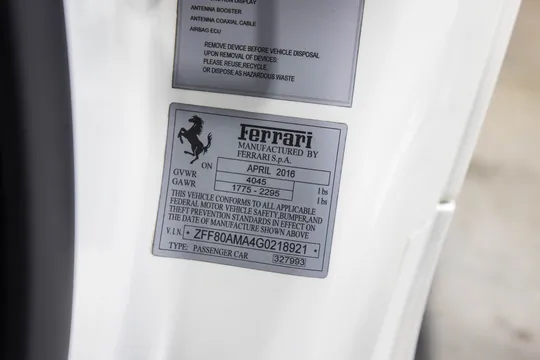 DISPLAY
ANTENNA BOOSTER
ANTENNA COAXIAL CABLE
AIRBAG ECU
REMOVE DEVICE BEFORE VEHICLE DISPOSAL
UPON REMOVAL OF DEVICES:
PLEASE REUSE,RECYCLE,
OR DISPOSE AS HAZARDOUS WASTE
Ferrari
MANUFACTURED BY
FERRARI S.p.A.
ON APRIL 2016
GVWR 4045 lbs
GAWR 1775 - 2295 lbs
THIS VEHICLE CONFORMS TO ALL APPLICABLE
FEDERAL MOTOR VEHICLE SAFETY,BUMPER,AND
THEFT PREVENTION STANDARDS IN EFFECT ON
THE DATE OF MANUFACTURE SHOWN ABOVE
V.I.N. * ZFF80AMA4G0218921 *
TYPE: PASSENGER CAR 327993